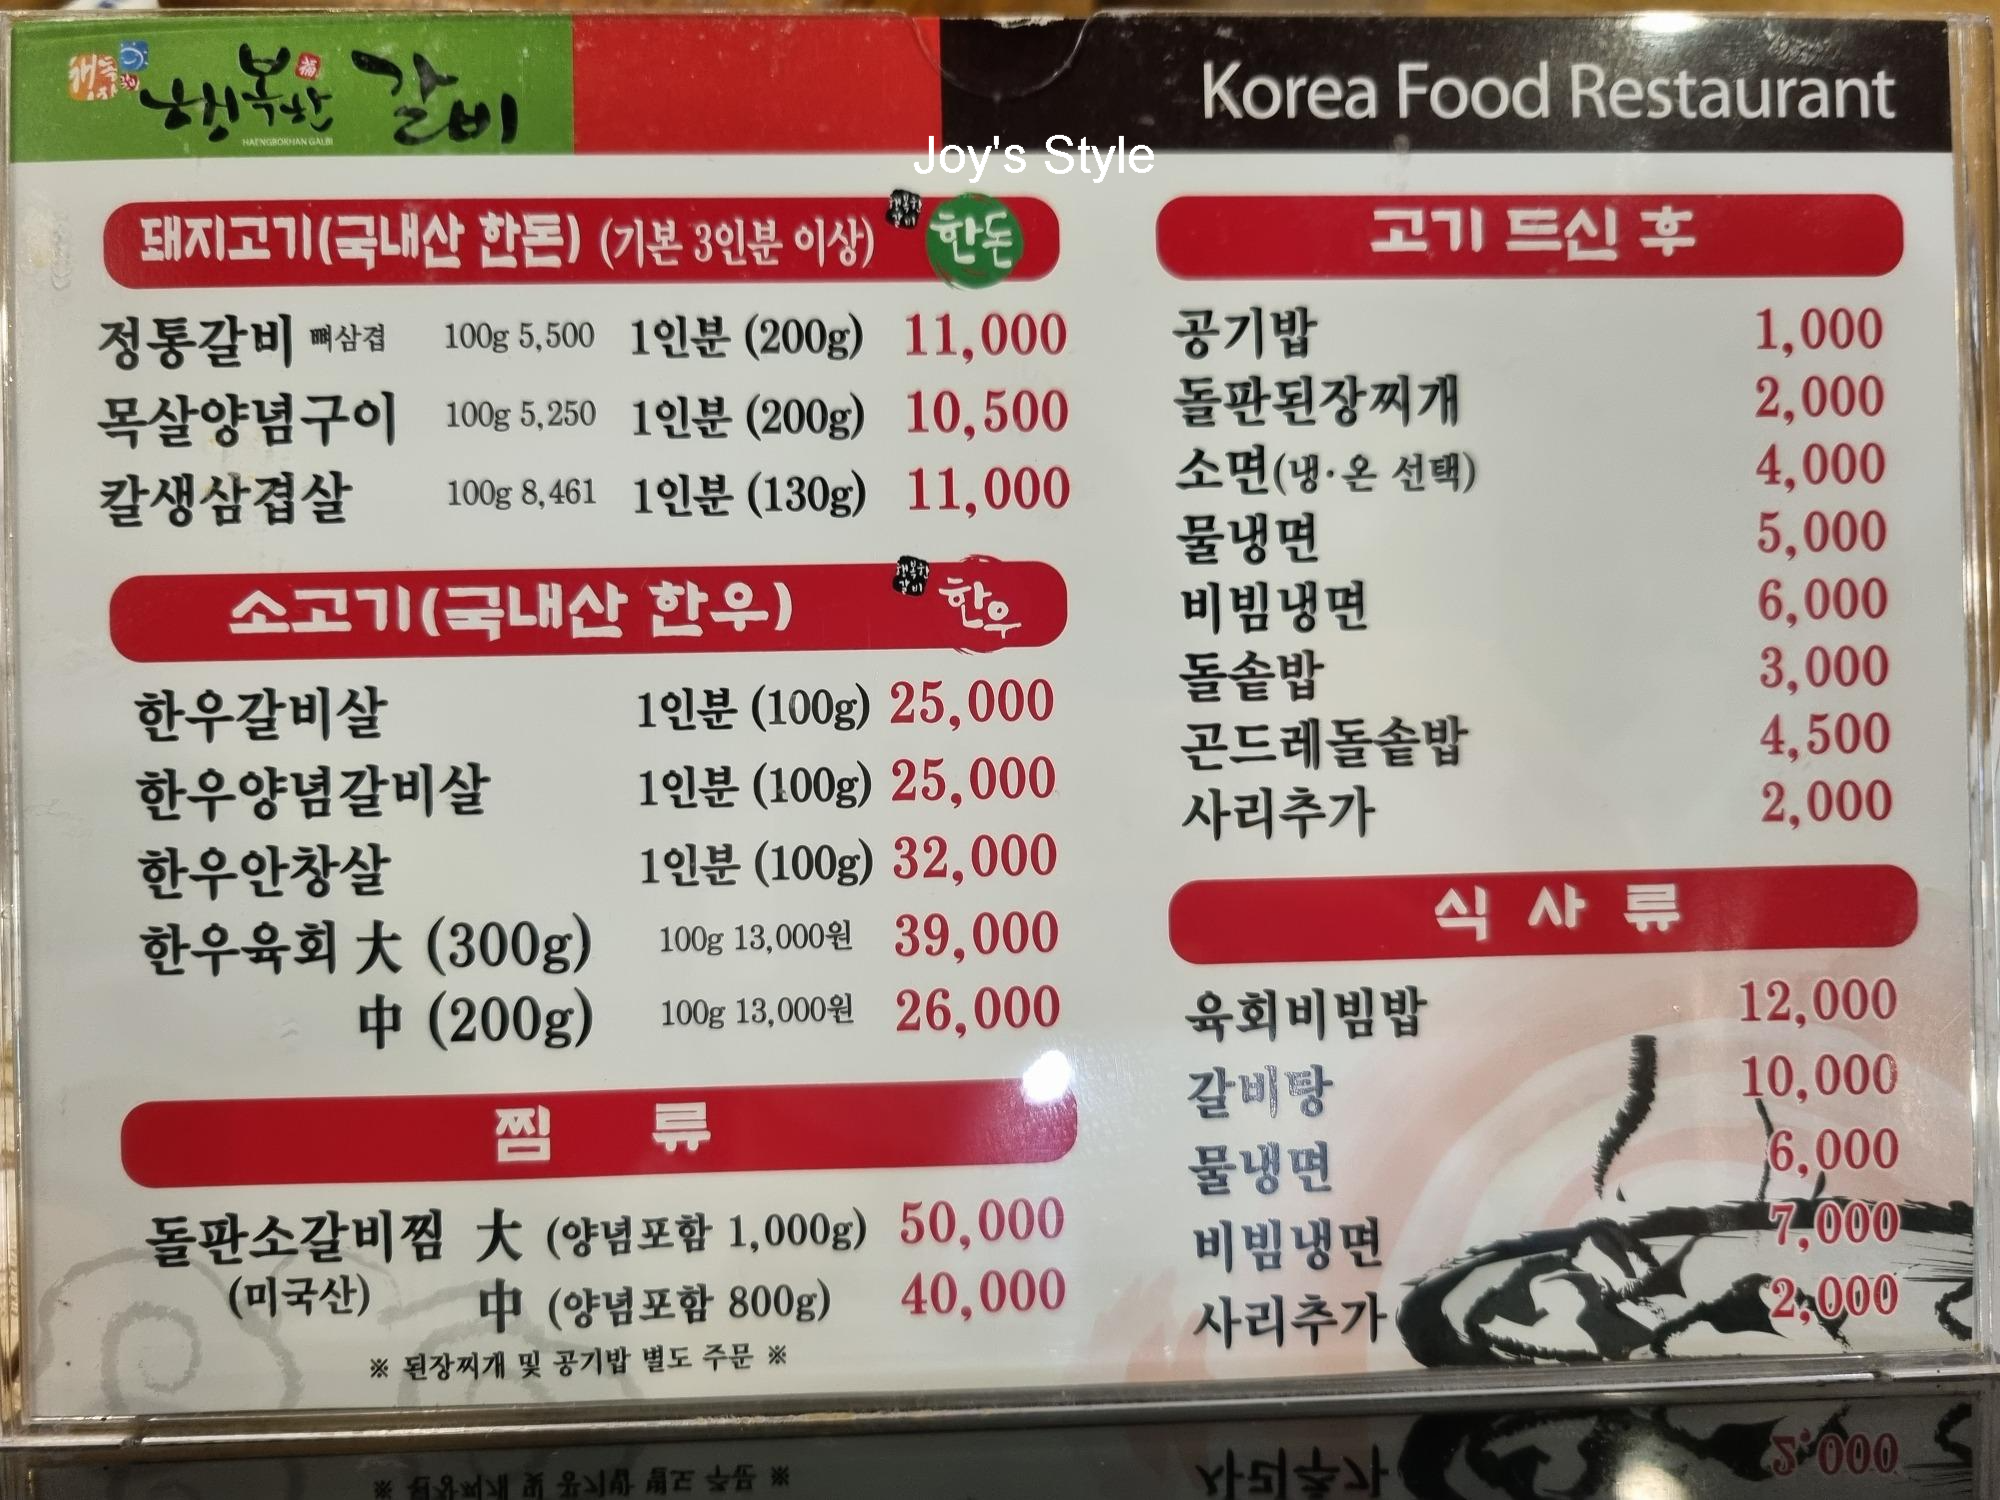 행복한 갈비
HAENGBOKHAN GALBI
Korea Food Restaurant
Joy's Style
돼지고기(국내산 한돈) (기본 3인분 이상) 행복한갈비 한돈
정통갈비 뼈삼겹 100g 5,500 1인분 (200g) 11,000
목살양념구이 100g 5,250 1인분 (200g) 10,500
칼생삼겹살 100g 8,461 1인분 (130g) 11,000
소고기(국내산 한우) 행복한갈비 한우
한우갈비살 1인분 (100g) 25,000
한우양념갈비살 1인분 (100g) 25,000
한우안창살 1인분 (100g) 32,000
한우육회 大 (300g) 100g 13,000원 39,000
中 (200g) 100g 13,000원 26,000
찜 류
돌판소갈비찜 大 (양념포함 1,000g) 50,000
(미국산) 中 (양념포함 800g) 40,000
※ 된장찌개 및 공기밥 별도 주문 ※
고기 드신 후
공기밥 1,000
돌판된장찌개 2,000
소면(냉·온 선택) 4,000
물냉면 5,000
비빔냉면 6,000
돌솥밥 3,000
곤드레돌솥밥 4,500
사리추가 2,000
식 사 류
육회비빔밥 12,000
갈비탕 10,000
물냉면 6,000
비빔냉면 7,000
사리추가 2,000